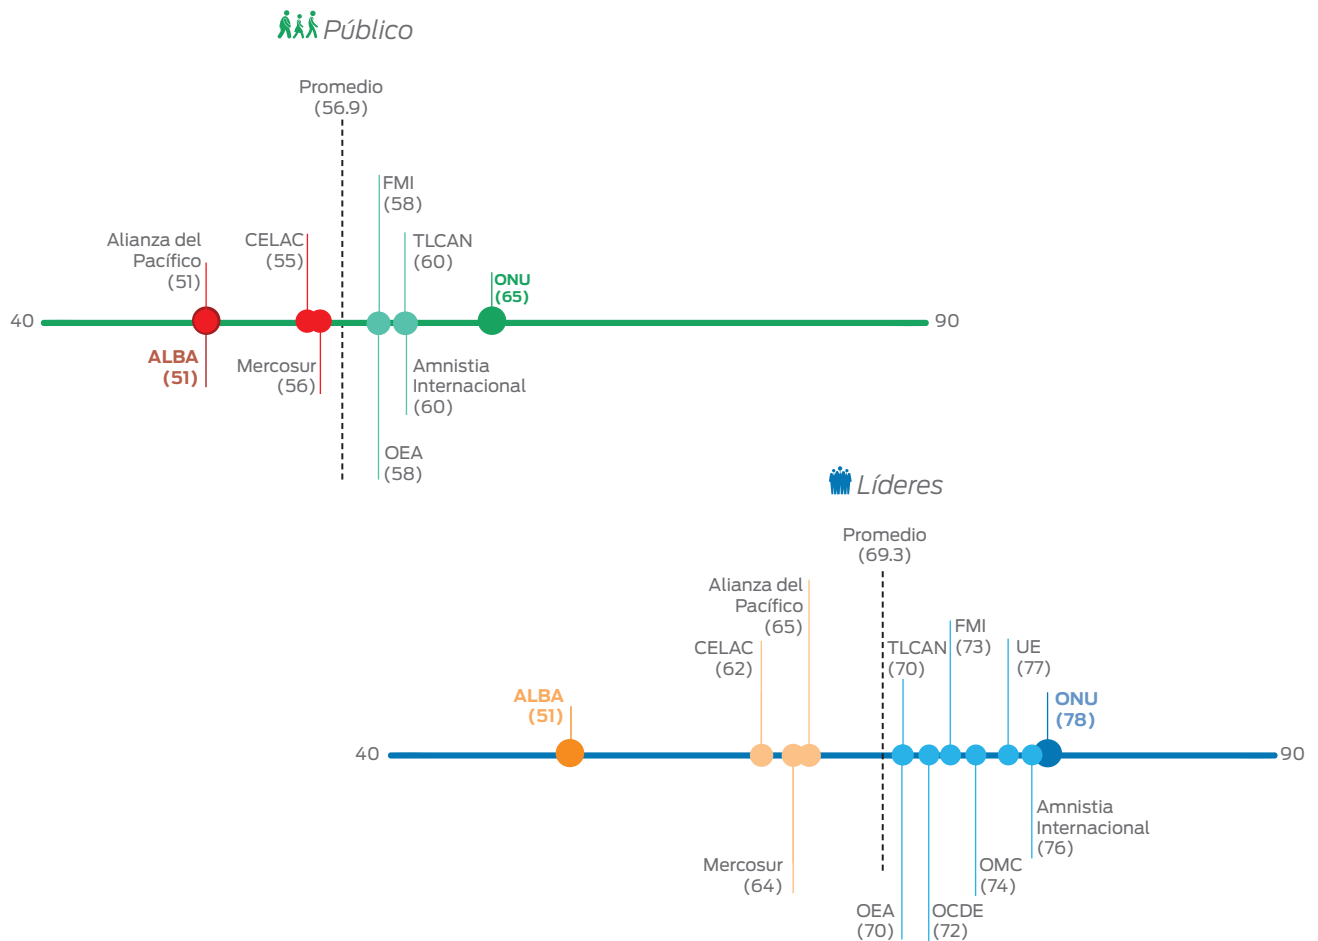 Público
Promedio
(56.9)
FMI
(58)
Alianza del
Pacífico
(51)
CELAC
(55)
TLCAN
(60)
ONU
(65)
40
90
ALBA
(51)
Mercosur
(56)
Amnistia
Internacional
(60)
OEA
(58)
Líderes
Promedio
(69.3)
Alianza del
Pacífico
(65)
CELAC
(62)
TLCAN
(70)
FMI
(73)
UE
(77)
ALBA
(51)
ONU
(78)
40
90
Amnistia
Internacional
(76)
Mercosur
(64)
OMC
(74)
OEA
(70)
OCDE
(72)